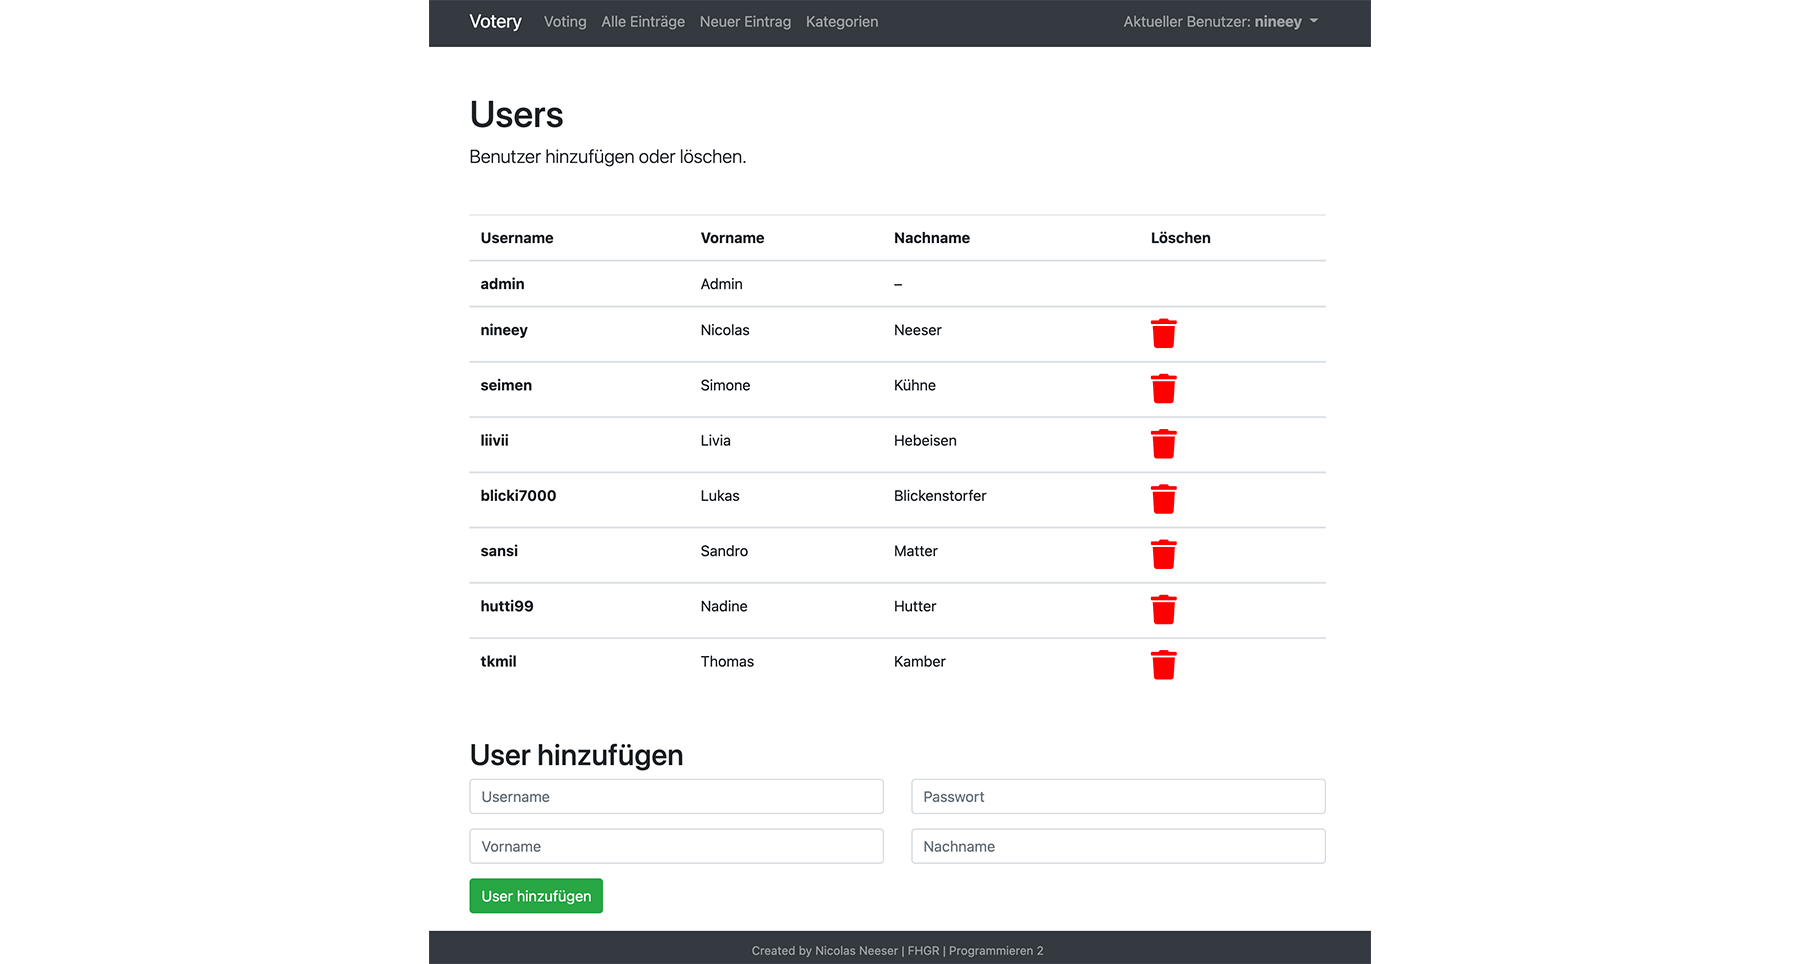 Votery Voting Alle Einträge Neuer Eintrag Kategorien Aktueller Benutzer: nineey
Users
Benutzer hinzufügen oder löschen.
Username Vorname Nachname Löschen
admin Admin –
nineey Nicolas Neeser
seimen Simone Kühne
liivii Livia Hebeisen
blicki7000 Lukas Blickenstorfer
sansi Sandro Matter
hutti99 Nadine Hutter
tkmil Thomas Kamber
User hinzufügen
Username Passwort
Vorname Nachname
User hinzufügen
Created by Nicolas Neeser | FHGR | Programmieren 2